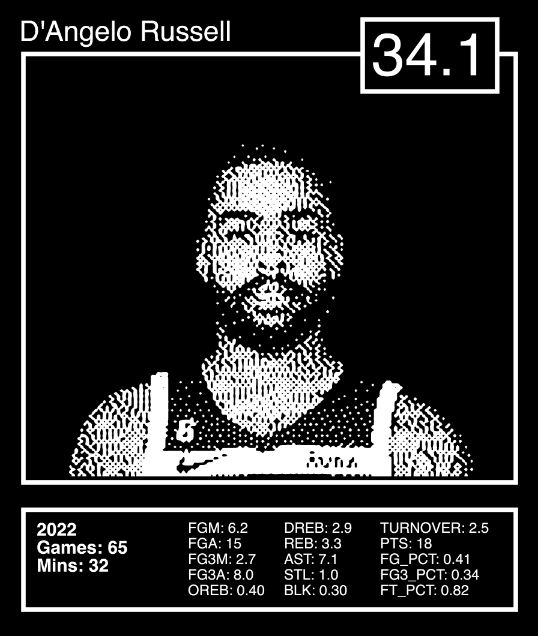 D'Angelo Russell
34.1
6
2022
Games: 65
Mins: 32
FGM: 6.2
FGA: 15
FG3M: 2.7
FG3A: 8.0
OREB: 0.40
DREB: 2.9
REB: 3.3
AST: 7.1
STL: 1.0
BLK: 0.30
TURNOVER: 2.5
PTS: 18
FG_PCT: 0.41
FG3_PCT: 0.34
FT_PCT: 0.82